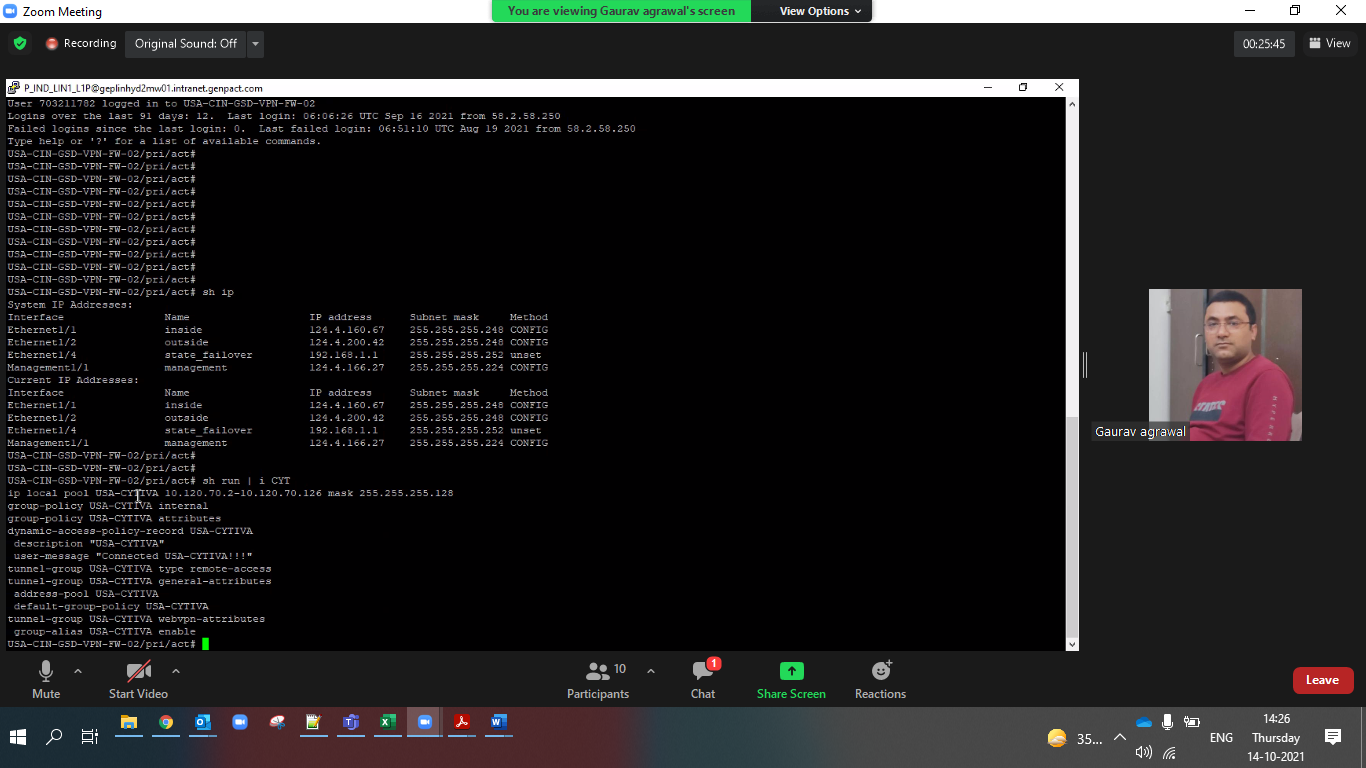 Zoom Meeting
You are viewing Gaurav agrawal's screen
View Options
Recording
Original Sound: Off
00:25:45
View
P_IND_LIN1_L1P@geplinhyd2mw01.intranet.genpact.com
User 703211782 logged in to USA-CIN-GSD-VPN-FW-02
Logins over the last 91 days: 12.  Last login: 06:06:26 UTC Sep 16 2021 from 58.2.58.250
Failed logins since the last login: 0.  Last failed login: 06:51:10 UTC Aug 19 2021 from 58.2.58.250
Type help or '?' for a list of available commands.
USA-CIN-GSD-VPN-FW-02/pri/act#
USA-CIN-GSD-VPN-FW-02/pri/act#
USA-CIN-GSD-VPN-FW-02/pri/act#
USA-CIN-GSD-VPN-FW-02/pri/act#
USA-CIN-GSD-VPN-FW-02/pri/act#
USA-CIN-GSD-VPN-FW-02/pri/act#
USA-CIN-GSD-VPN-FW-02/pri/act#
USA-CIN-GSD-VPN-FW-02/pri/act#
USA-CIN-GSD-VPN-FW-02/pri/act#
USA-CIN-GSD-VPN-FW-02/pri/act#
USA-CIN-GSD-VPN-FW-02/pri/act#
USA-CIN-GSD-VPN-FW-02/pri/act# sh ip
System IP Addresses:
Interface Name IP address Subnet mask Method
Ethernet1/1 inside 124.4.160.67 255.255.255.248 CONFIG
Ethernet1/2 outside 124.4.200.42 255.255.255.248 CONFIG
Ethernet1/4 state_failover 192.168.1.1 255.255.255.252 unset
Management1/1 management 124.4.166.27 255.255.255.224 CONFIG
Current IP Addresses:
Interface Name IP address Subnet mask Method
Ethernet1/1 inside 124.4.160.67 255.255.255.248 CONFIG
Ethernet1/2 outside 124.4.200.42 255.255.255.248 CONFIG
Ethernet1/4 state_failover 192.168.1.1 255.255.255.252 unset
Management1/1 management 124.4.166.27 255.255.255.224 CONFIG
USA-CIN-GSD-VPN-FW-02/pri/act#
USA-CIN-GSD-VPN-FW-02/pri/act#
USA-CIN-GSD-VPN-FW-02/pri/act# sh run | i CYT
ip local pool USA-CYTIVA 10.120.70.2-10.120.70.126 mask 255.255.255.128
group-policy USA-CYTIVA internal
group-policy USA-CYTIVA attributes
dynamic-access-policy-record USA-CYTIVA
description "USA-CYTIVA"
user-message "Connected USA-CYTIVA!!!"
tunnel-group USA-CYTIVA type remote-access
tunnel-group USA-CYTIVA general-attributes
address-pool USA-CYTIVA
default-group-policy USA-CYTIVA
tunnel-group USA-CYTIVA webvpn-attributes
group-alias USA-CYTIVA enable
USA-CIN-GSD-VPN-FW-02/pri/act#
Gaurav agrawal
Mute
Start Video
10
Participants
1
Chat
Share Screen
Reactions
Leave
35...
ENG
14:26
Thursday
14-10-2021